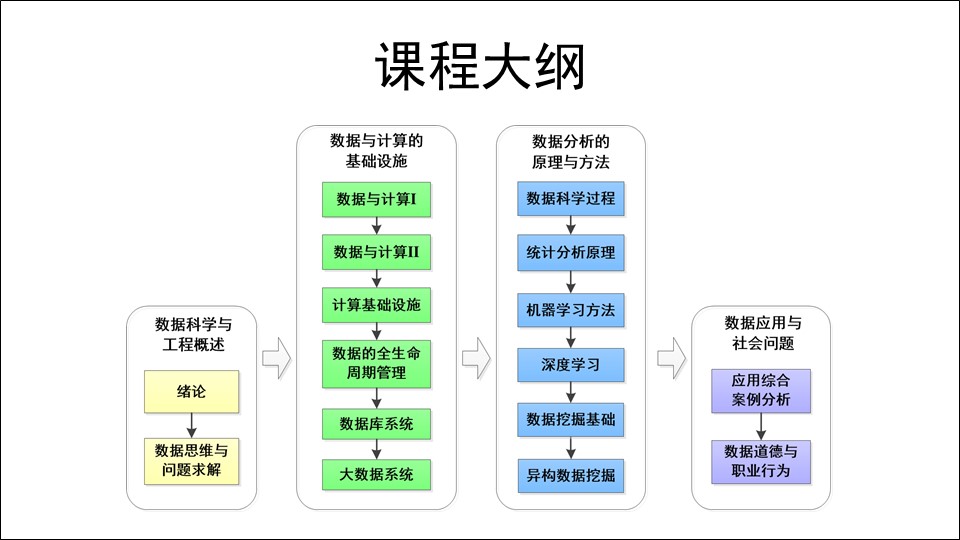 课程大纲
数据科学与
工程概述
绪论
数据思维与
问题求解
数据与计算的
基础设施
数据与计算I
数据与计算II
计算基础设施
数据的全生命
周期管理
数据库系统
大数据系统
数据分析的
原理与方法
数据科学过程
统计分析原理
机器学习方法
深度学习
数据挖掘基础
异构数据挖掘
数据应用与
社会问题
应用综合
案例分析
数据道德与
职业行为